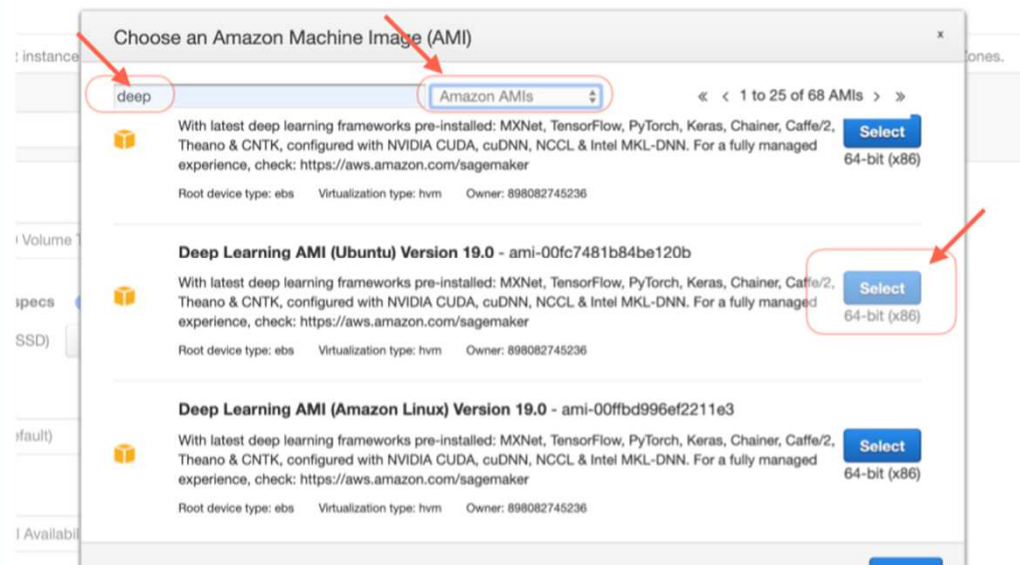 Choose an Amazon Machine Image (AMI)
x
instance
ones.
deep
Amazon AMIs
« < 1 to 25 of 68 AMIs > »
With latest deep learning frameworks pre-installed: MXNet, TensorFlow, PyTorch, Keras, Chainer, Caffe/2,
Theano & CNTK, configured with NVIDIA CUDA, cuDNN, NCCL & Intel MKL-DNN. For a fully managed
experience, check: https://aws.amazon.com/sagemaker
Select
64-bit (x86)
Root device type: ebs Virtualization type: hvm Owner: 898082745236
Volume
Deep Learning AMI (Ubuntu) Version 19.0 - ami-00fc7481b84be120b
With latest deep learning frameworks pre-installed: MXNet, TensorFlow, PyTorch, Keras, Chainer, Caffe/2,
Theano & CNTK, configured with NVIDIA CUDA, cuDNN, NCCL & Intel MKL-DNN. For a fully managed
experience, check: https://aws.amazon.com/sagemaker
Select
64-bit (x86)
specs
SSD)
Root device type: ebs Virtualization type: hvm Owner: 898082745236
Deep Learning AMI (Amazon Linux) Version 19.0 - ami-00ffbd996ef2211e3
With latest deep learning frameworks pre-installed: MXNet, TensorFlow, PyTorch, Keras, Chainer, Caffe/2,
Theano & CNTK, configured with NVIDIA CUDA, cuDNN, NCCL & Intel MKL-DNN. For a fully managed
experience, check: https://aws.amazon.com/sagemaker
Select
64-bit (x86)
efault)
Root device type: ebs Virtualization type: hvm Owner: 898082745236
Availabil